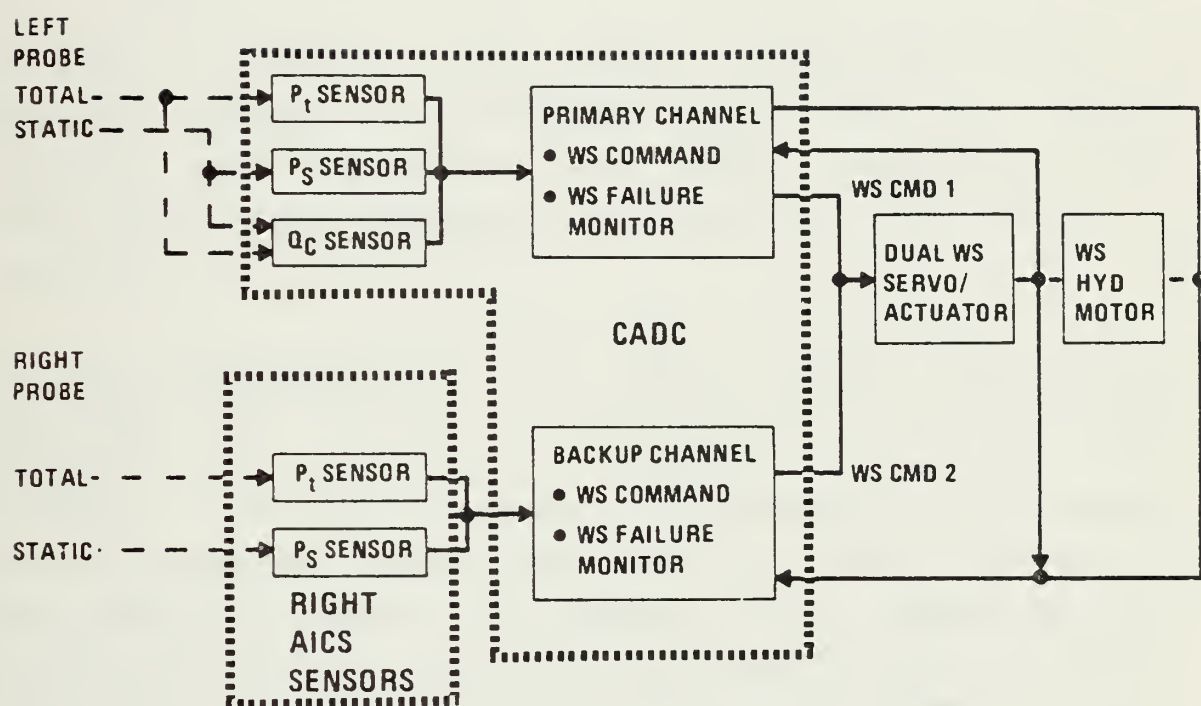 LEFT
PROBE
TOTAL
STATIC
Pt SENSOR
PS SENSOR
QC SENSOR
PRIMARY CHANNEL
● WS COMMAND
● WS FAILURE
MONITOR
WS CMD 1
DUAL WS
SERVO/
ACTUATOR
WS
HYD
MOTOR
CADC
RIGHT
PROBE
TOTAL
STATIC
Pt SENSOR
PS SENSOR
RIGHT
AICS
SENSORS
BACKUP CHANNEL
● WS COMMAND
● WS FAILURE
MONITOR
WS CMD 2